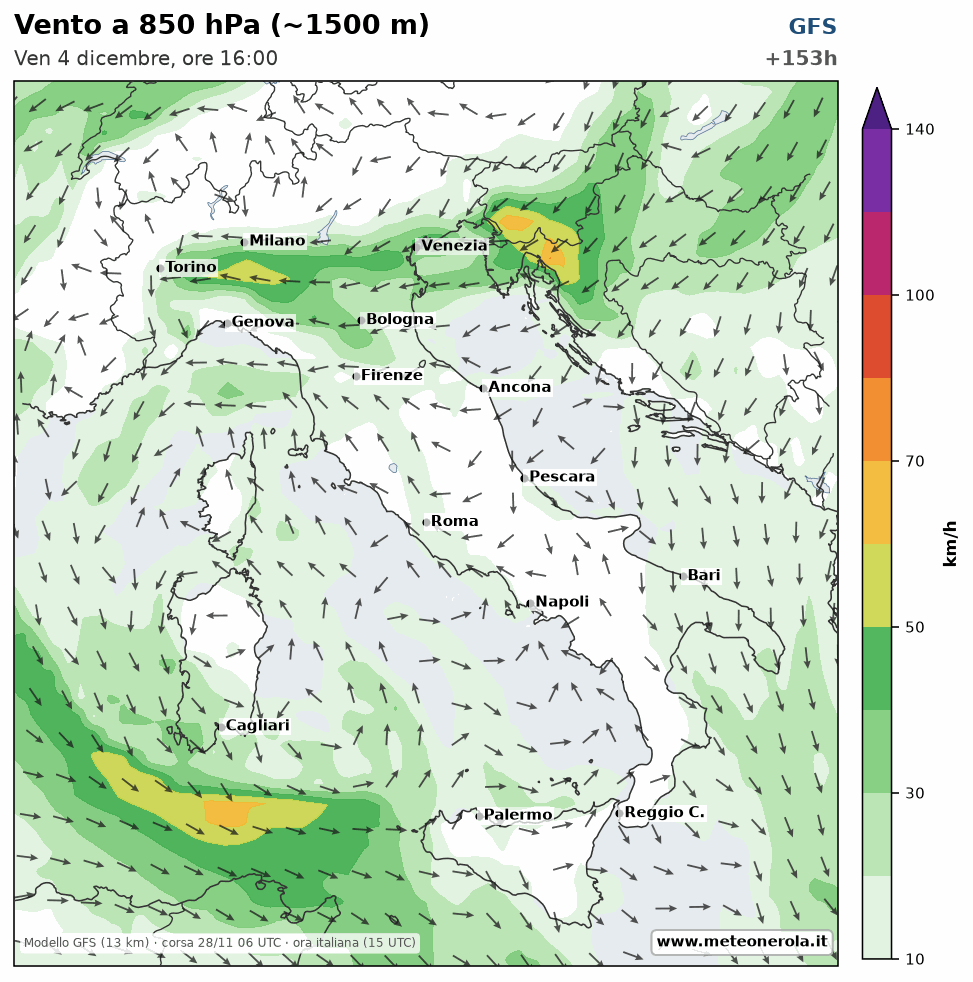 Vento a 850 hPa (~1500 m)
GFS
Ven 4 dicembre, ore 16:00
+153h
140
100
70
50
30
10
km/h
Milano
Venezia
Torino
Genova
Bologna
Firenze
Ancona
Pescara
Roma
Bari
Napoli
Cagliari
Palermo
Reggio C.
Modello GFS (13 km) · corsa 28/11 06 UTC · ora italiana (15 UTC)
www.meteonerola.it